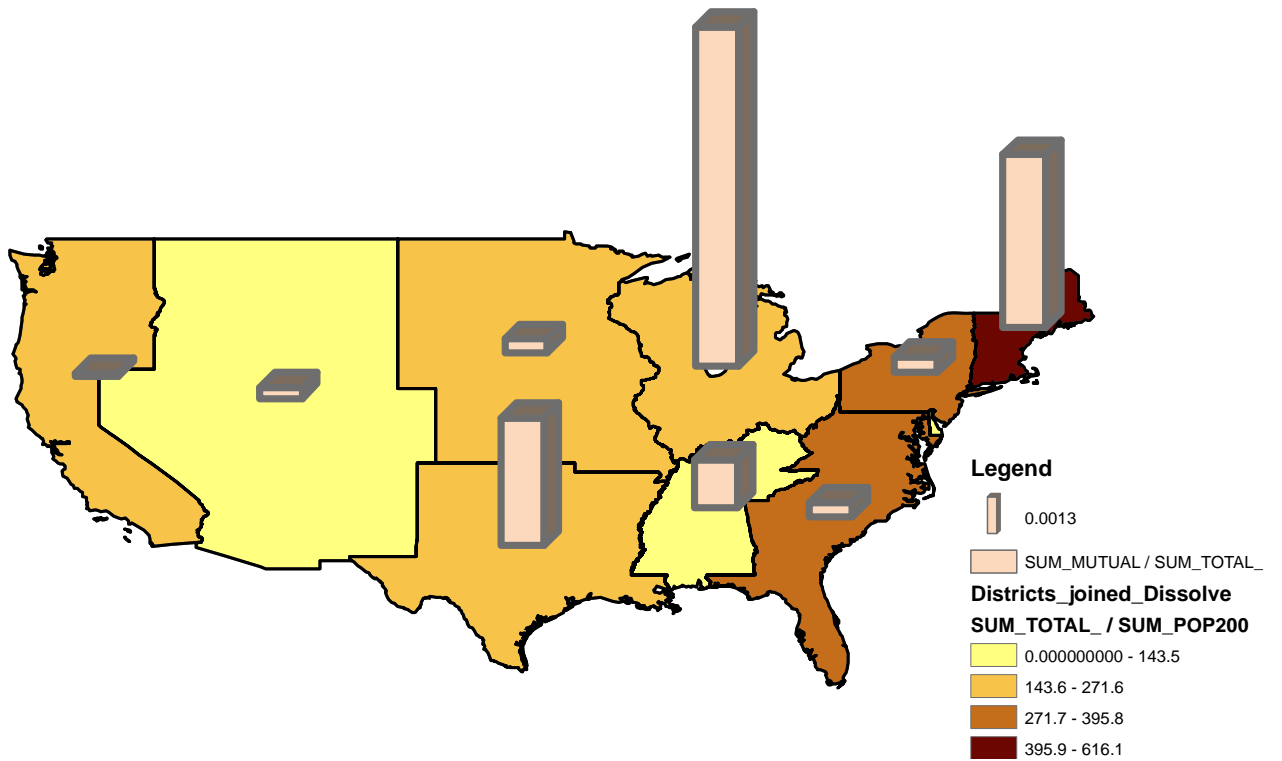 Legend
0.0013
SUM_MUTUAL / SUM_TOTAL_
Districts_joined_Dissolve
SUM_TOTAL_ / SUM_POP200
0.000000000 - 143.5
143.6 - 271.6
271.7 - 395.8
395.9 - 616.1